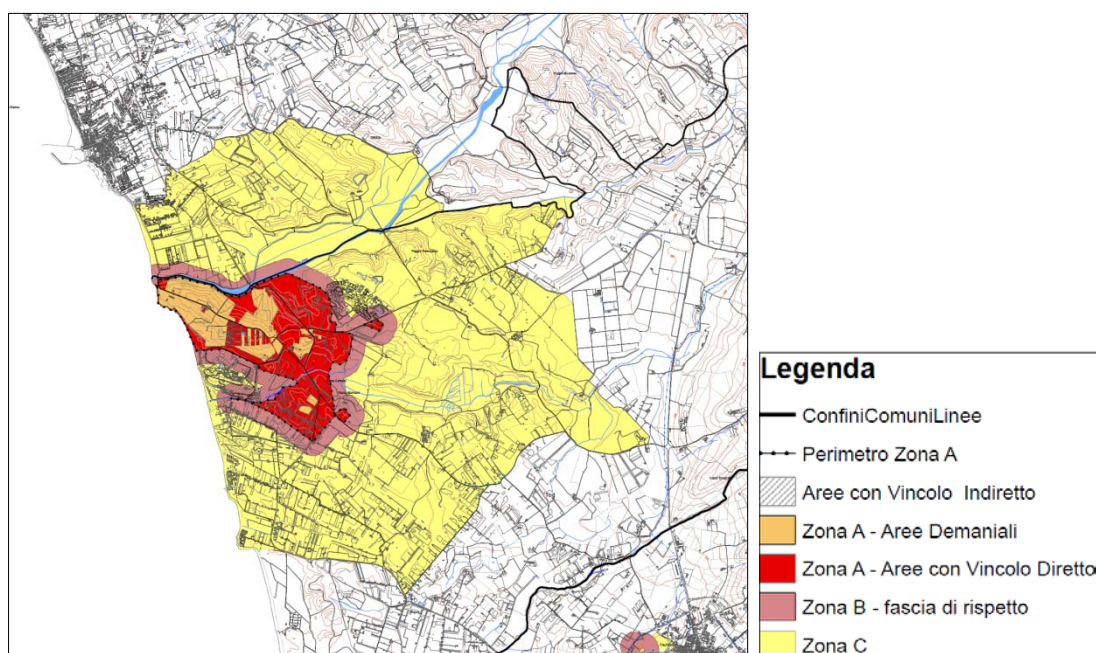 Legenda
ConfiniComuniLinee
Perimetro Zona A
Aree con Vincolo Indiretto
Zona A - Aree Demaniali
Zona A - Aree con Vincolo Diretto
Zona B - fascia di rispetto
Zona C